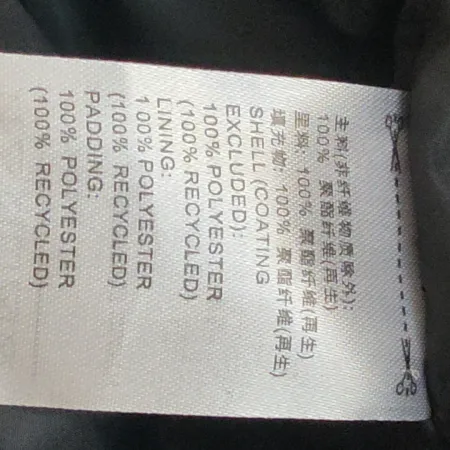 主料(非纤维物质除外):
100% 聚酯纤维(再生)
里料: 100% 聚酯纤维(再生)
填充物: 100% 聚酯纤维(再生)
SHELL (COATING
EXCLUDED):
100% POLYESTER
(100% RECYCLED)
LINING:
100% POLYESTER
(100% RECYCLED)
PADDING:
100% POLYESTER
(100% RECYCLED)